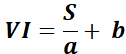 VI = S/a + b